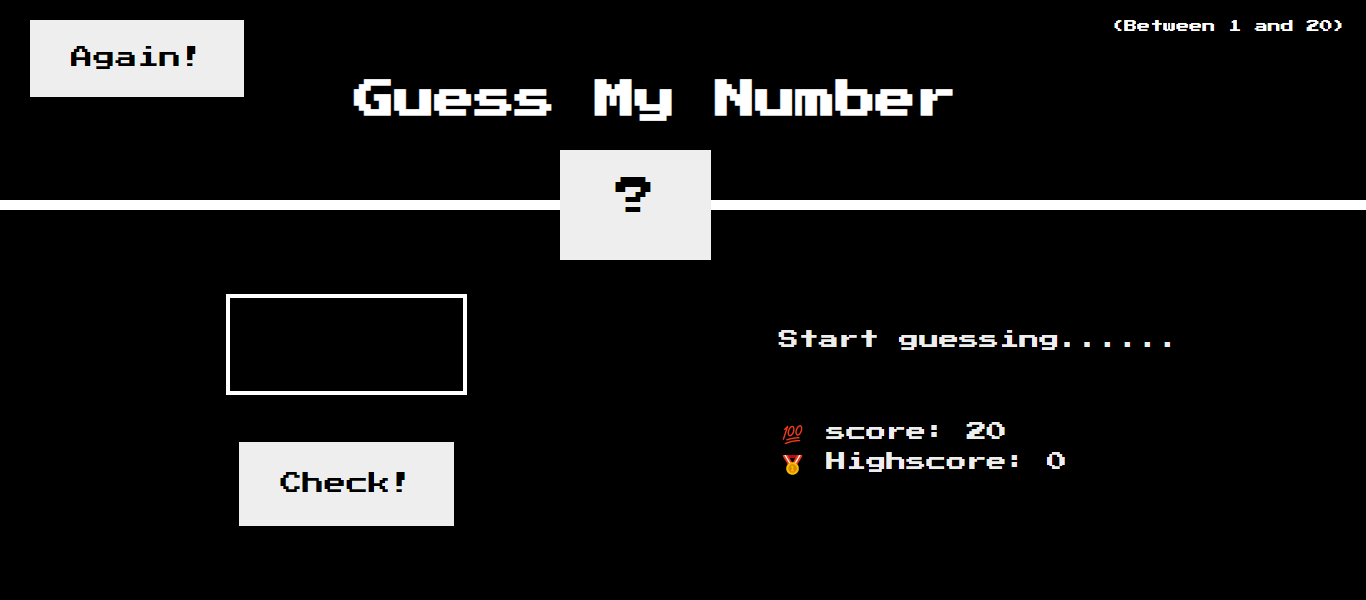 Again!
(Between 1 and 20)
Guess My Number
?
Start guessing......
💯 score: 20
🥇 Highscore: 0
Check!